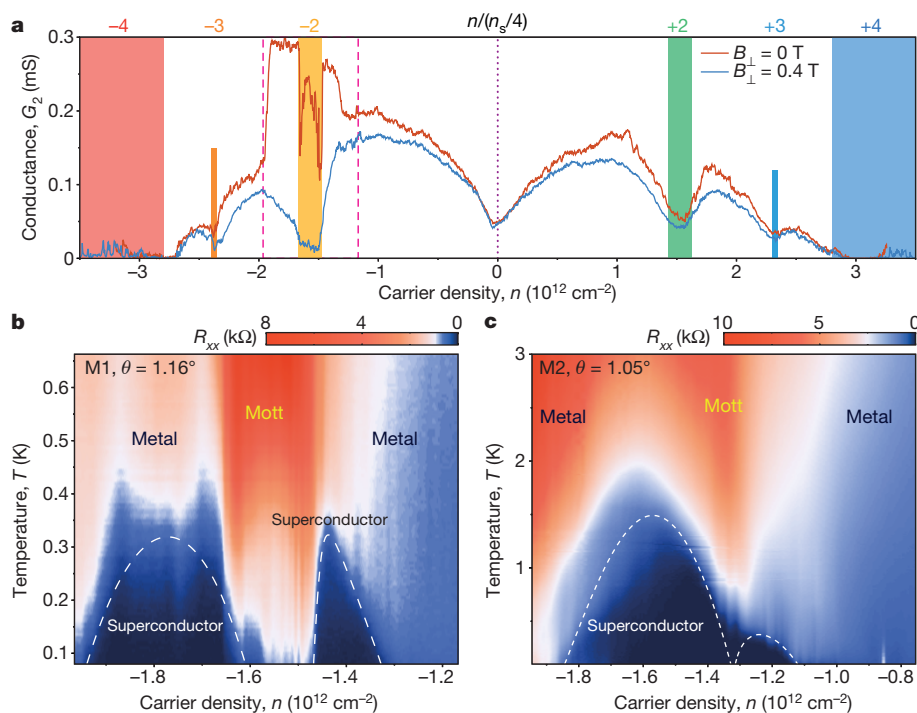 a
n/(nₛ/4)
−4 −3 −2 +2 +3 +4
0.3
0.2
0.1
0
Conductance, G₂ (mS)
B⊥ = 0 T
B⊥ = 0.4 T
−3 −2 −1 0 1 2 3
Carrier density, n (10¹² cm⁻²)
b
Rxx (kΩ)
8 4 0
M1, θ = 1.16°
Mott
Metal
Metal
Superconductor
Superconductor
0.6
0.5
0.4
0.3
0.2
0.1
Temperature, T (K)
−1.8 −1.6 −1.4 −1.2
Carrier density, n (10¹² cm⁻²)
c
Rxx (kΩ)
10 5 0
M2, θ = 1.05°
Metal
Mott
Metal
Superconductor
3
2
1
Temperature, T (K)
−1.8 −1.6 −1.4 −1.2 −1.0 −0.8
Carrier density, n (10¹² cm⁻²)